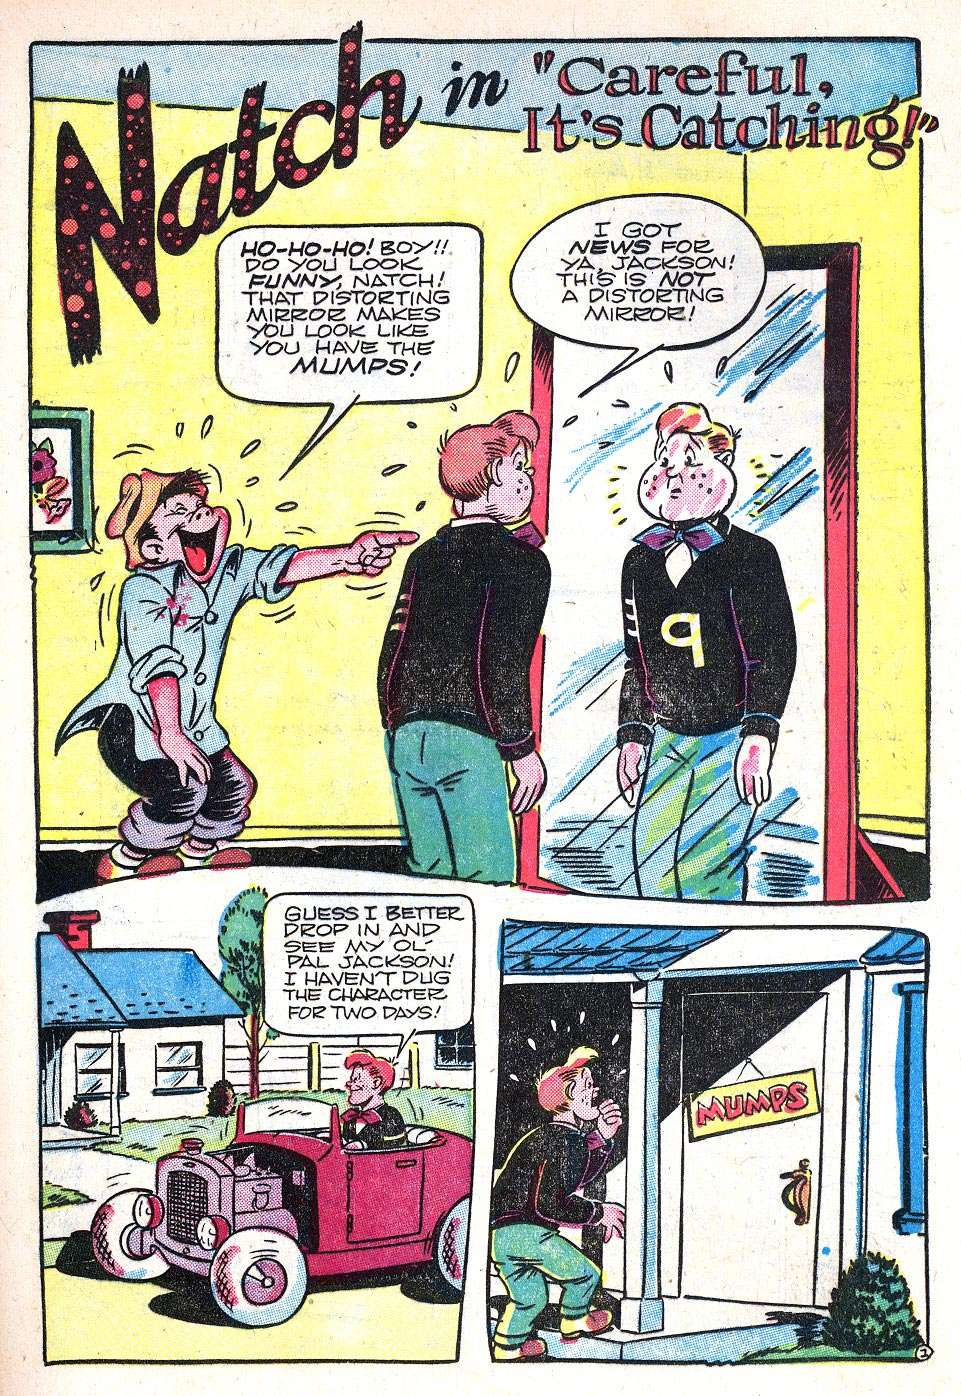 Natch in "Careful,
It's Catching!"
HO-HO-HO! BOY!!
DO YOU LOOK
FUNNY, NATCH!
THAT DISTORTING
MIRROR MAKES
YOU LOOK LIKE
YOU HAVE THE
MUMPS!
I GOT
NEWS FOR
YA, JACKSON!
THIS IS NOT
A DISTORTING
MIRROR!
9
GUESS I BETTER
DROP IN AND
SEE MY OL'
PAL JACKSON!
I HAVEN'T DUG
THE CHARACTER
FOR TWO DAYS!
MUMPS
1